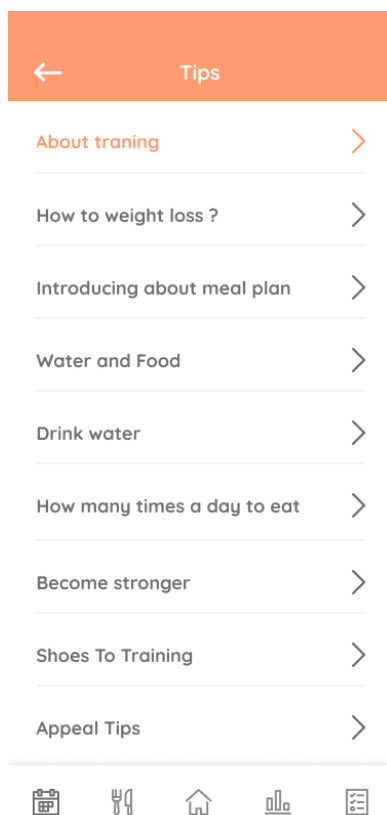 Tips
About traning
How to weight loss ?
Introducing about meal plan
Water and Food
Drink water
How many times a day to eat
Become stronger
Shoes To Training
Appeal Tips